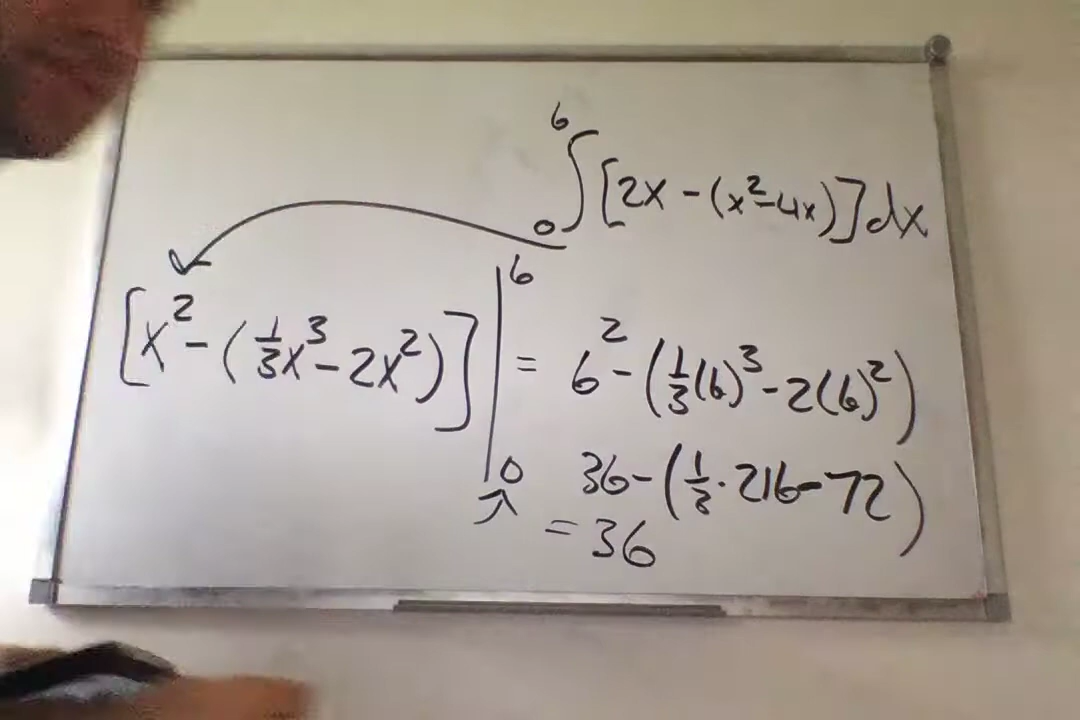 ∫₀⁶ [2x - (x² - 4x)] dx
[x² - (⅓x³ - 2x²)] |₀⁶ = 6² - (⅓(6)³ - 2(6)²)
36 - (⅓ · 216 - 72)
= 36